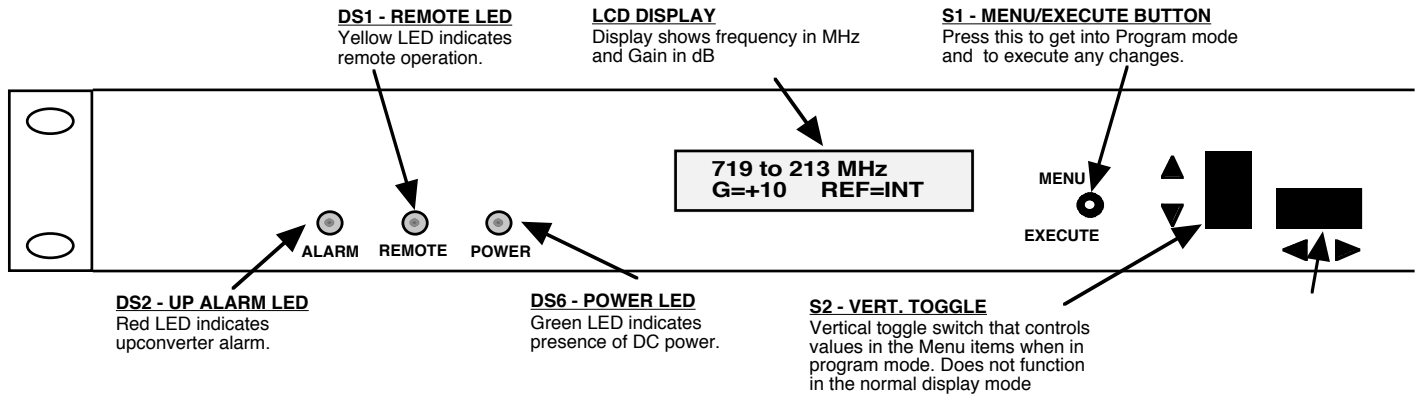 DS1 - REMOTE LED
Yellow LED indicates
remote operation.
LCD DISPLAY
Display shows frequency in MHz
and Gain in dB
S1 - MENU/EXECUTE BUTTON
Press this to get into Program mode
and to execute any changes.
719 to 213 MHz
G=+10 REF=INT
MENU
EXECUTE
ALARM
REMOTE
POWER
DS2 - UP ALARM LED
Red LED indicates
upconverter alarm.
DS6 - POWER LED
Green LED indicates
presence of DC power.
S2 - VERT. TOGGLE
Vertical toggle switch that controls
values in the Menu items when in
program mode. Does not function
in the normal display mode